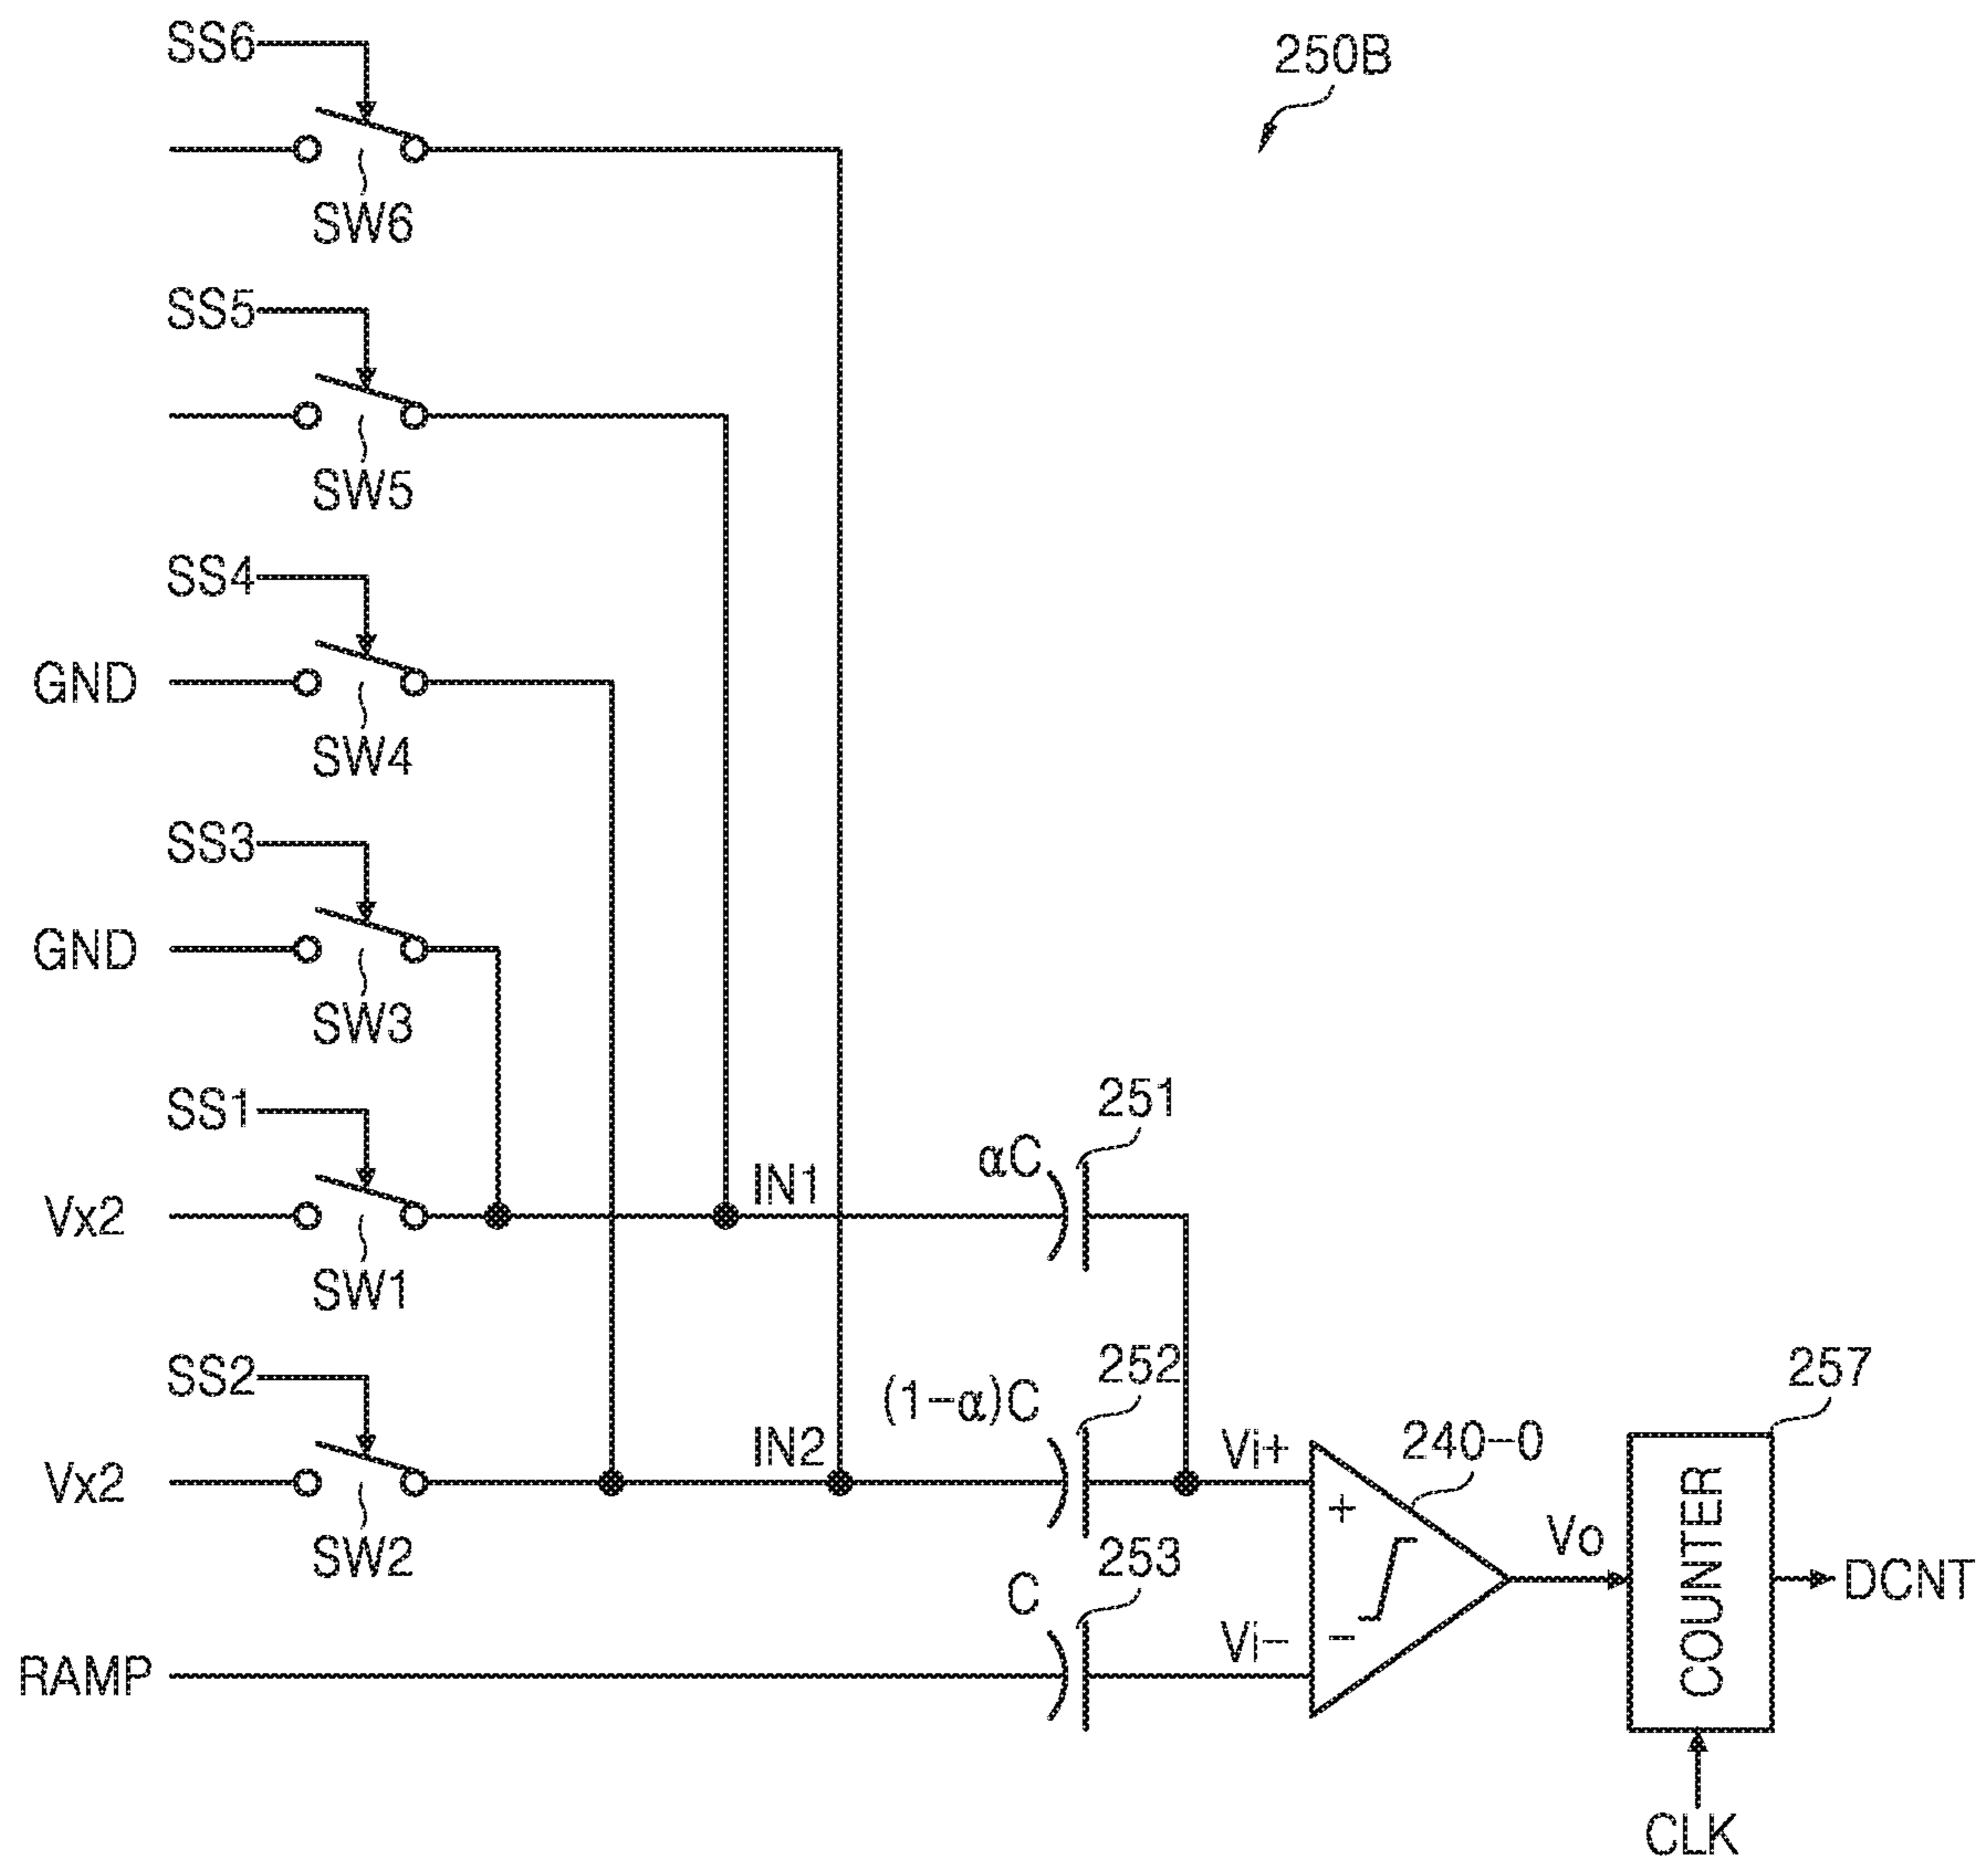 SS6
250B
SW6
SS5
SW5
SS4
GND
SW4
SS3
GND
SW3
SS1
251
αC
IN1
Vx2
SW1
SS2
252
257
(1-α)C
IN2
Vi+
240-0
Vx2
+
SW2
253
Vo
COUNTER
DCNT
C
Vi-
-
RAMP
CLK